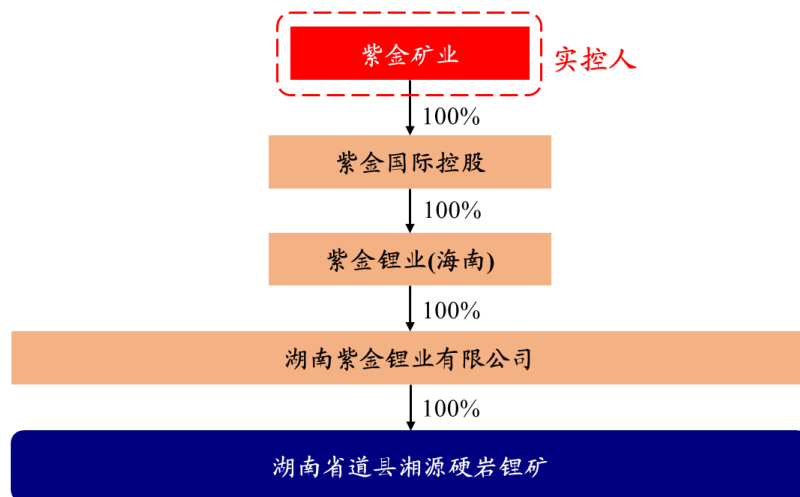 紫金矿业
实控人
100%
紫金国际控股
100%
紫金锂业(海南)
100%
湖南紫金锂业有限公司
100%
湖南省道县湘源硬岩锂矿